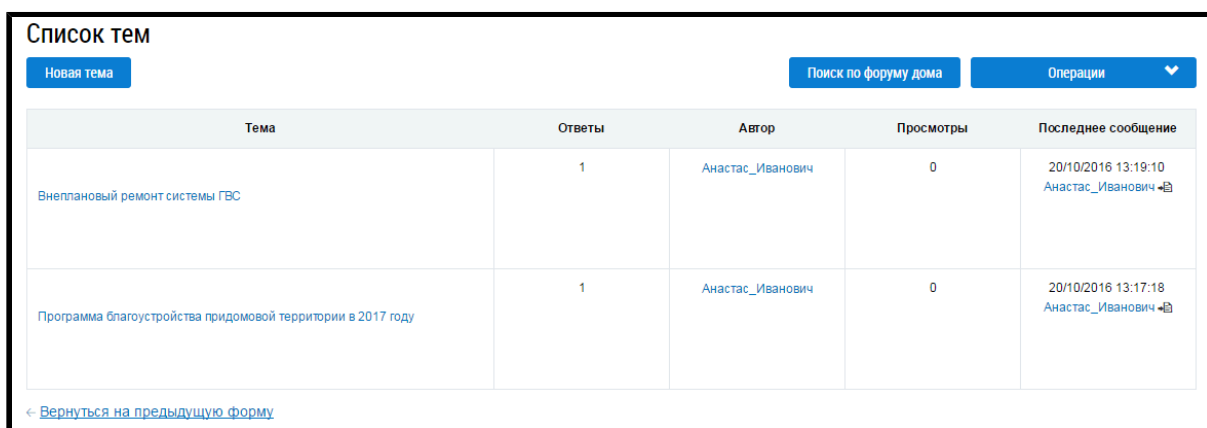 Список тем
Новая тема Поиск по форуму дома Операции
Тема Ответы Автор Просмотры Последнее сообщение
Внеплановый ремонт системы ГВС 1 Анастас_Иванович 0 20/10/2016 13:19:10
Анастас_Иванович
Программа благоустройства придомовой территории в 2017 году 1 Анастас_Иванович 0 20/10/2016 13:17:18
Анастас_Иванович
← Вернуться на предыдущую форму